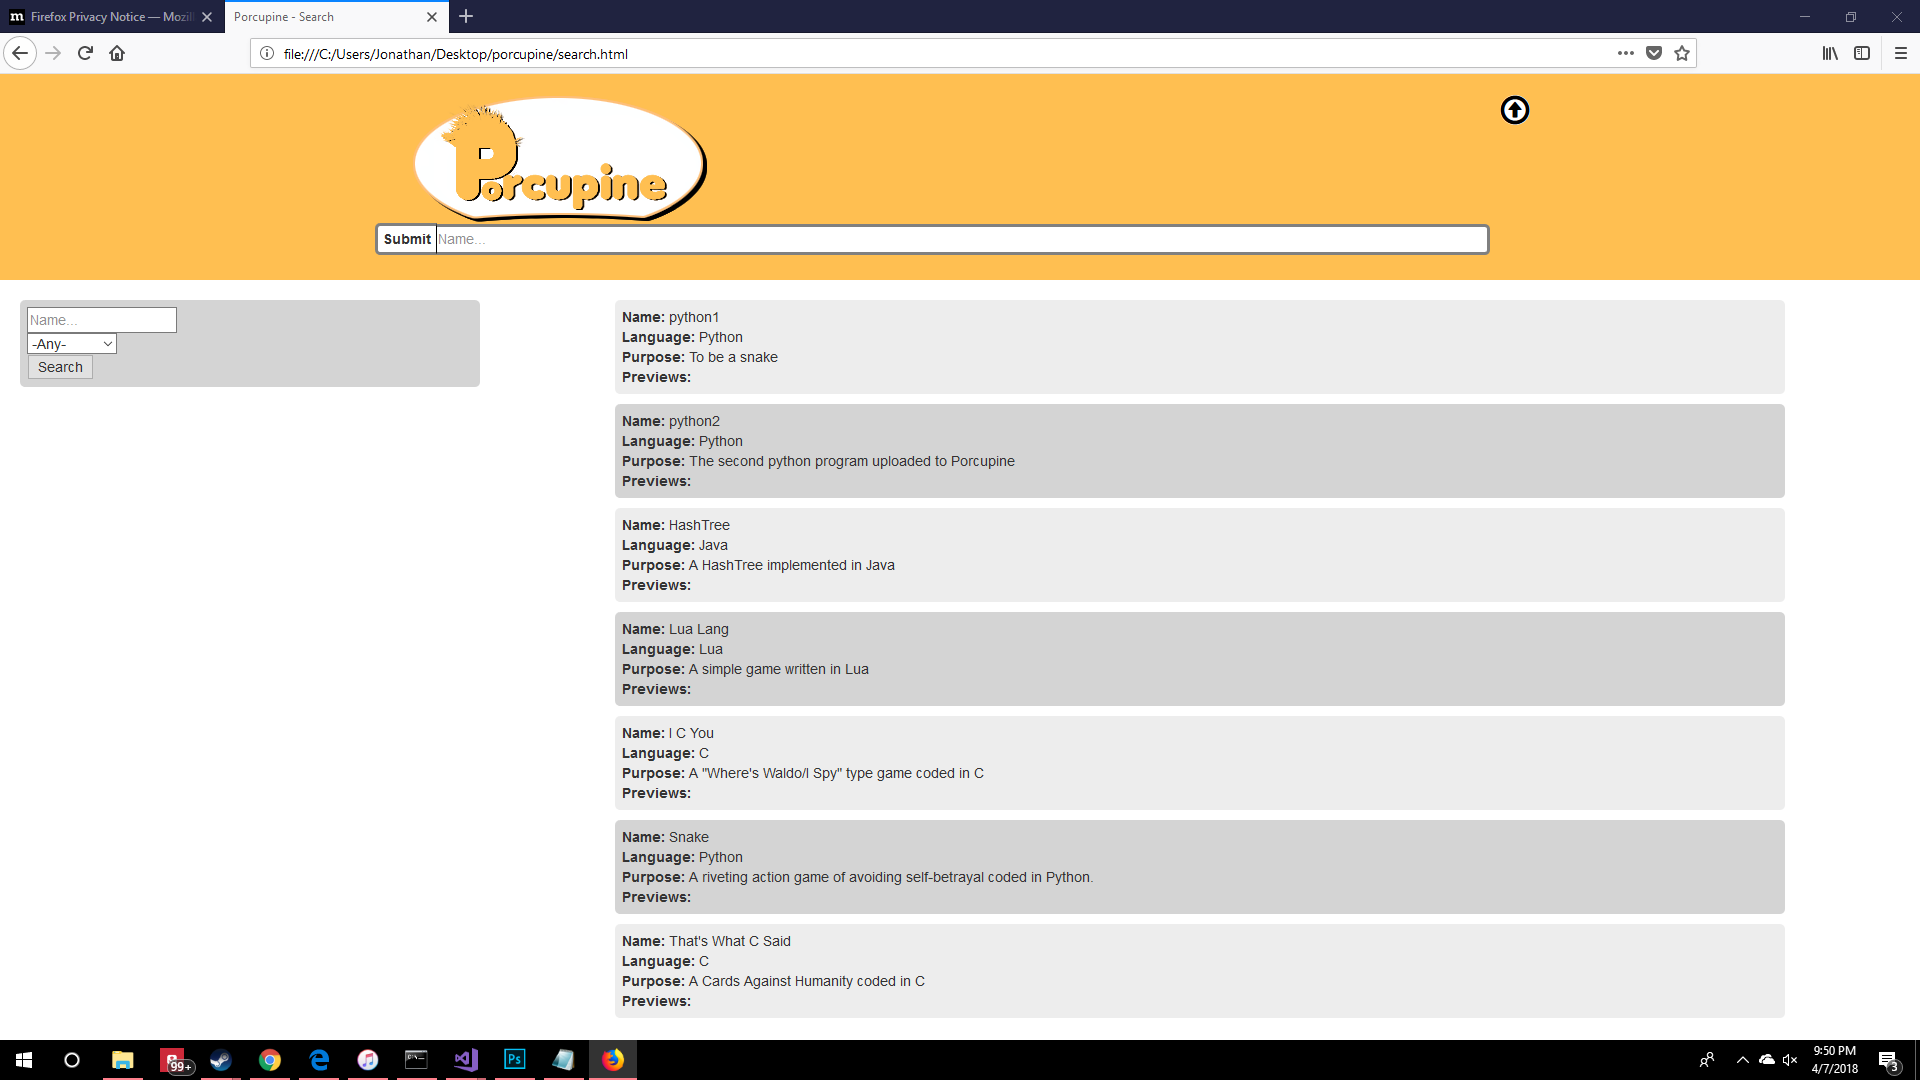 Firefox Privacy Notice — Mozil
Porcupine - Search
file:///C:/Users/Jonathan/Desktop/porcupine/search.html
Porcupine
Submit
Name...
Name...
-Any-
Search
Name: python1
Language: Python
Purpose: To be a snake
Previews:
Name: python2
Language: Python
Purpose: The second python program uploaded to Porcupine
Previews:
Name: HashTree
Language: Java
Purpose: A HashTree implemented in Java
Previews:
Name: Lua Lang
Language: Lua
Purpose: A simple game written in Lua
Previews:
Name: I C You
Language: C
Purpose: A "Where's Waldo/I Spy" type game coded in C
Previews:
Name: Snake
Language: Python
Purpose: A riveting action game of avoiding self-betrayal coded in Python.
Previews:
Name: That's What C Said
Language: C
Purpose: A Cards Against Humanity coded in C
Previews:
99+
Ps
9:50 PM
4/7/2018
3